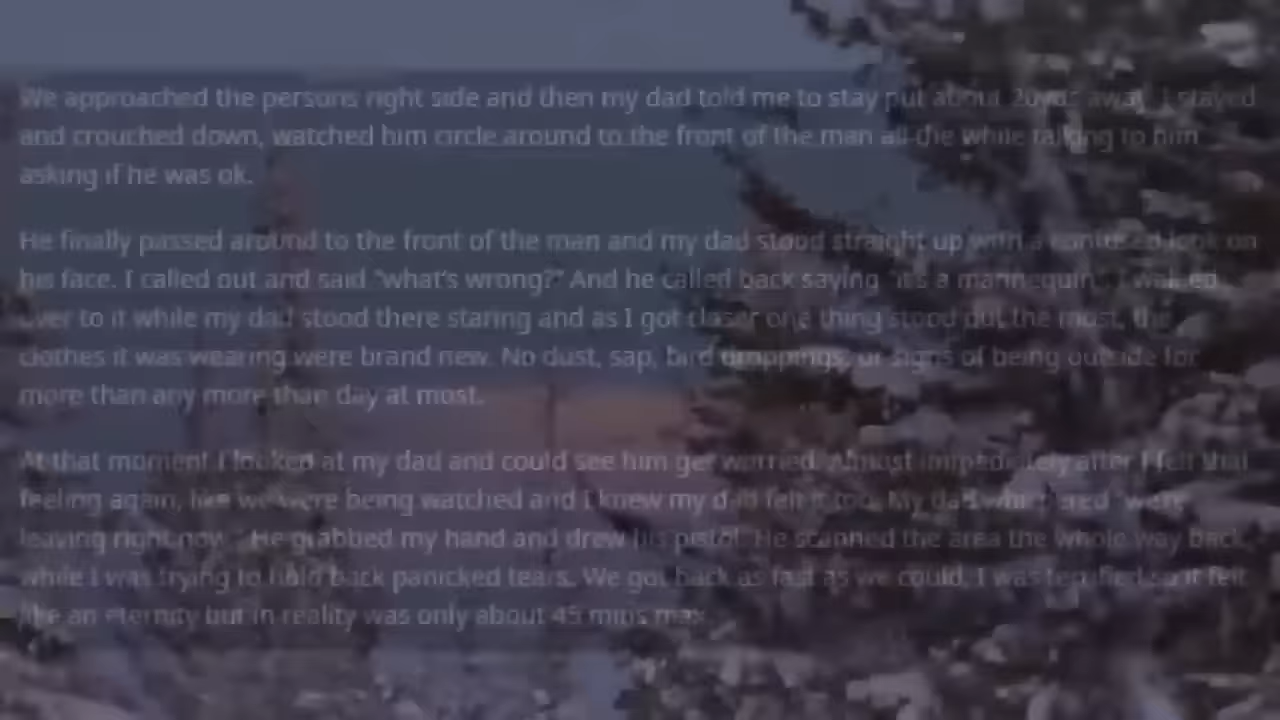 We approached the persons right side and then my dad told me to stay put about 20yds away. I stayed
and crouched down, watched him circle around to the front of the man all the while talking to him
asking if he was ok.
He finally passed around to the front of the man and my dad stood straight up with a confused look on
his face. I called out and said "what's wrong?" And he called back saying "it's a mannequin." I walked
over to it while my dad stood there staring and as I got closer one thing stood out the most, the
clothes it was wearing were brand new. No dust, sap, bird droppings, or signs of being outside for
more than any more than day at most.
At that moment I looked at my dad and could see him get worried. Almost immediately after I felt that
feeling again, like we were being watched and I knew my dad felt it too. My dad whispered "were
leaving right now". He grabbed my hand and drew his pistol. He scanned the area the whole way back
while I was trying to hold back panicked tears. We got back as fast as we could, I was terrified so it felt
like an eternity but in reality was only about 45 mins max.